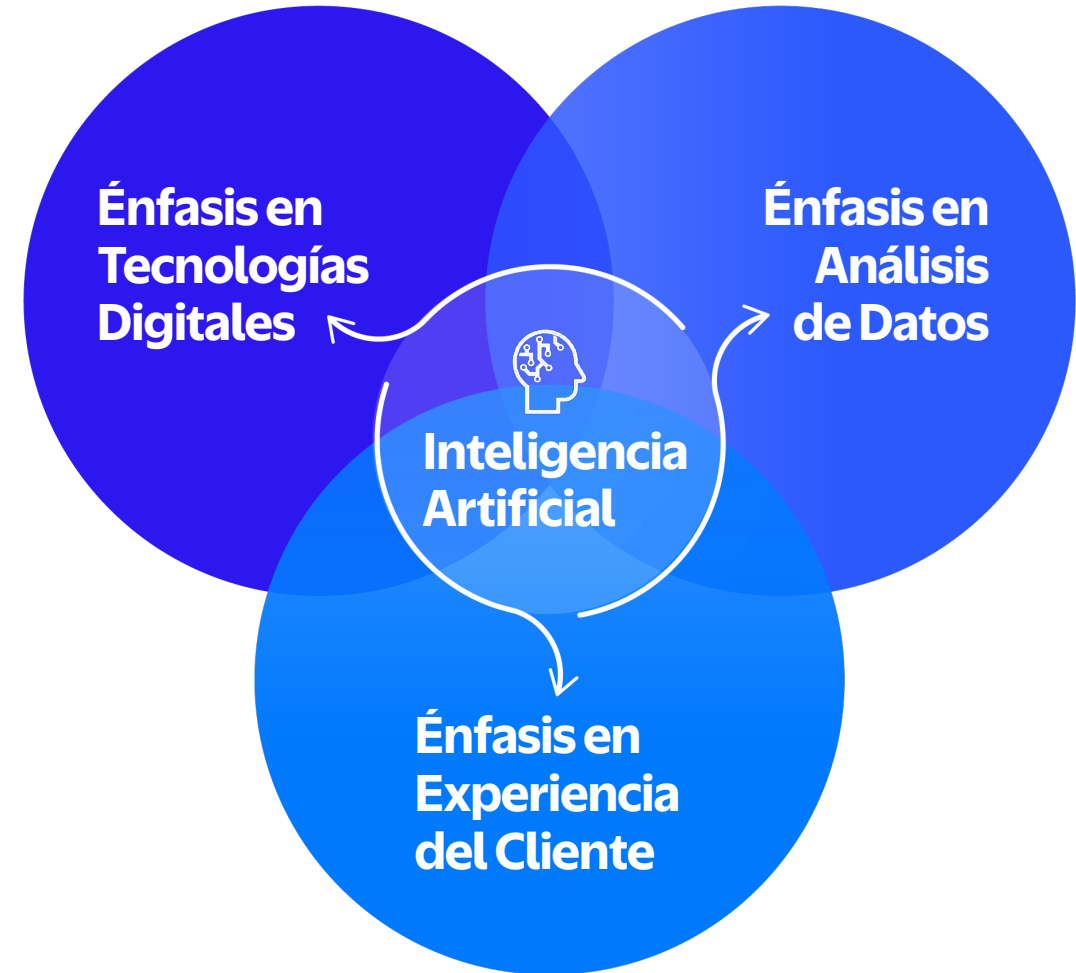 Énfasis en
Tecnologías
Digitales
Énfasis en
Análisis
de Datos
Inteligencia
Artificial
Énfasis en
Experiencia
del Cliente